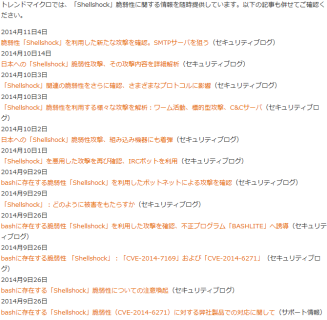 トレンドマイクロでは、「Shellshock」脆弱性に関する情報を随時提供しています。以下の記事も併せてご確認く
ださい。
2014年11月4日
脆弱性「Shellshock」を利用した新たな攻撃を確認。SMTPサーバを狙う（セキュリティブログ）
2014年10月14日
日本への「Shellshock」脆弱性攻撃、その攻撃内容を詳細解析（セキュリティブログ）
2014年10月3日
「Shellshock」関連の脆弱性をさらに確認、さまざまなプロトコルに影響（セキュリティブログ）
2014年10月3日
「Shellshock」脆弱性を利用する様々な攻撃を解析：ワーム活動、標的型攻撃、C&Cサーバ（セキュリティブロ
グ）
2014年10月2日
日本への「Shellshock」脆弱性攻撃、組み込み機器にも着弾（セキュリティブログ）
2014年10月1日
「Shellshock」を悪用した攻撃を再び確認、IRCボットを利用（セキュリティブログ）
2014年9月29日
bashに存在する脆弱性「Shellshock」を利用したボットネットによる攻撃を確認（セキュリティブログ）
2014年9月29日
「Shellshock」：どのように被害をもたらすか（セキュリティブログ）
2014年9月26日
bashに存在する脆弱性「Shellshock」を利用した攻撃を確認、不正プログラム「BASHLITE」へ誘導（セキュリテ
ィブログ）
2014年9月26日
bashに存在する脆弱性「Shellshock」：「CVE-2014-7169」および「CVE-2014-6271」（セキュリティブロ
グ）
2014年9月26日
bashに存在する「Shellshock」脆弱性についての注意喚起（セキュリティブログ）
2014年9月26日
bashに存在する「Shellshock」脆弱性（CVE-2014-6271）に対する弊社製品での対応に関して（サポート情報）